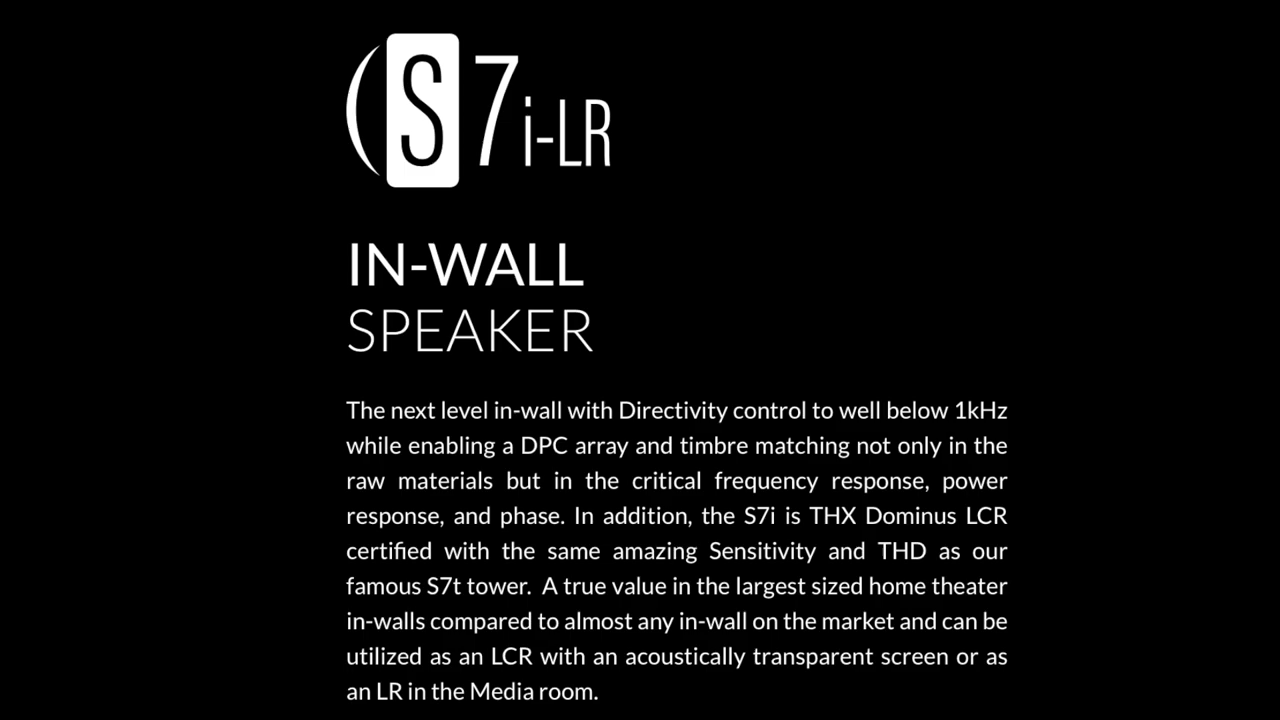 S7i-LR
IN-WALL
SPEAKER
The next level in-wall with Directivity control to well below 1kHz
while enabling a DPC array and timbre matching not only in the
raw materials but in the critical frequency response, power
response, and phase. In addition, the S7i is THX Dominus LCR
certified with the same amazing Sensitivity and THD as our
famous S7t tower.  A true value in the largest sized home theater
in-walls compared to almost any in-wall on the market and can be
utilized as an LCR with an acoustically transparent screen or as
an LR in the Media room.